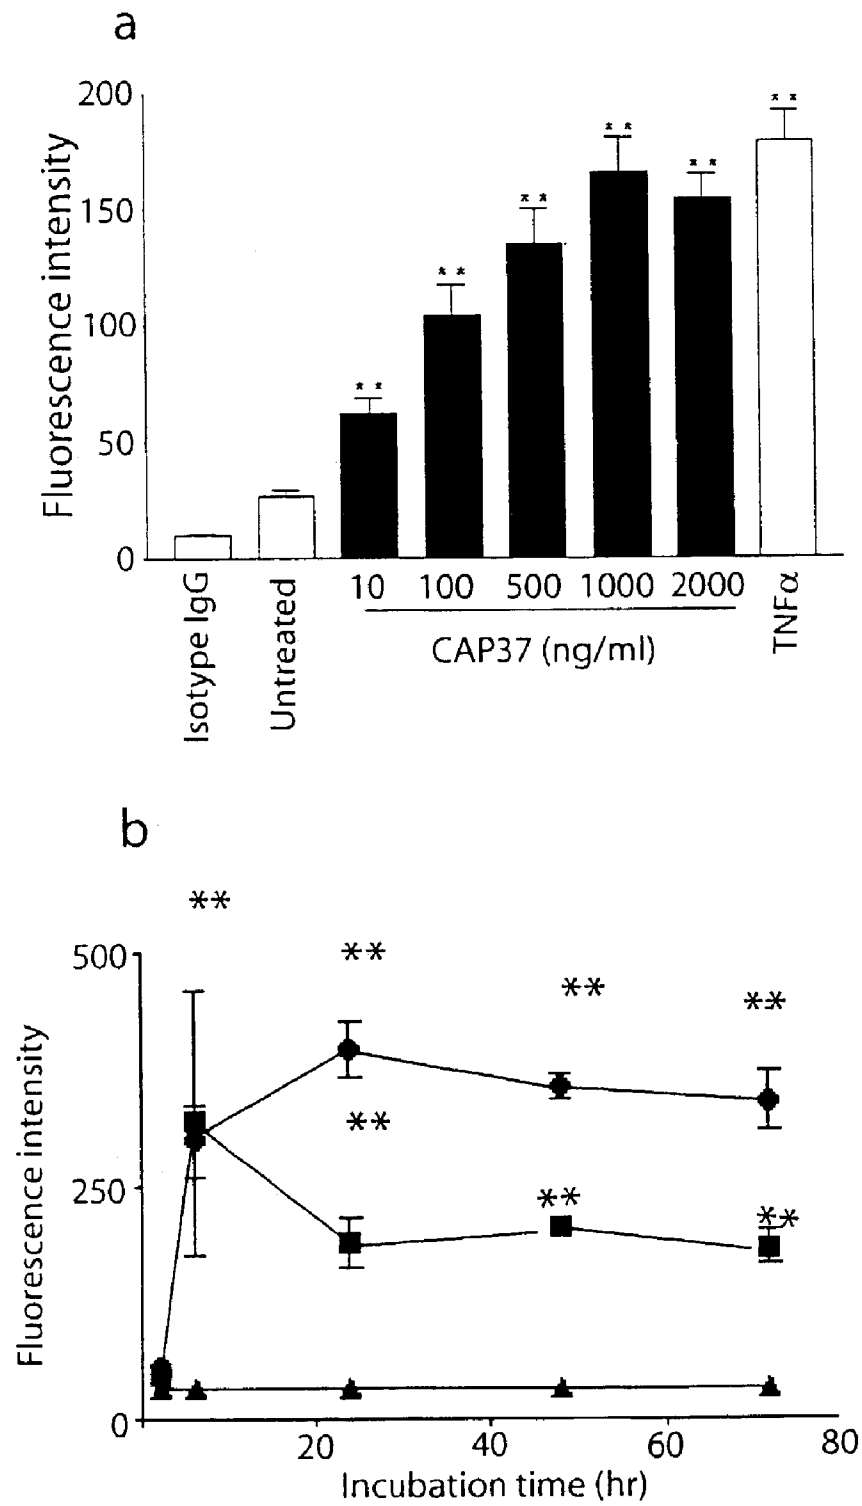 a
Fluorescence intensity
200
150
100
50
0
** ** ** ** ** **
Isotype IgG
Untreated
10 100 500 1000 2000
TNFα
CAP37 (ng/ml)
b
Fluorescence intensity
500
250
0
** ** ** **
** ** **
20 40 60 80
Incubation time (hr)